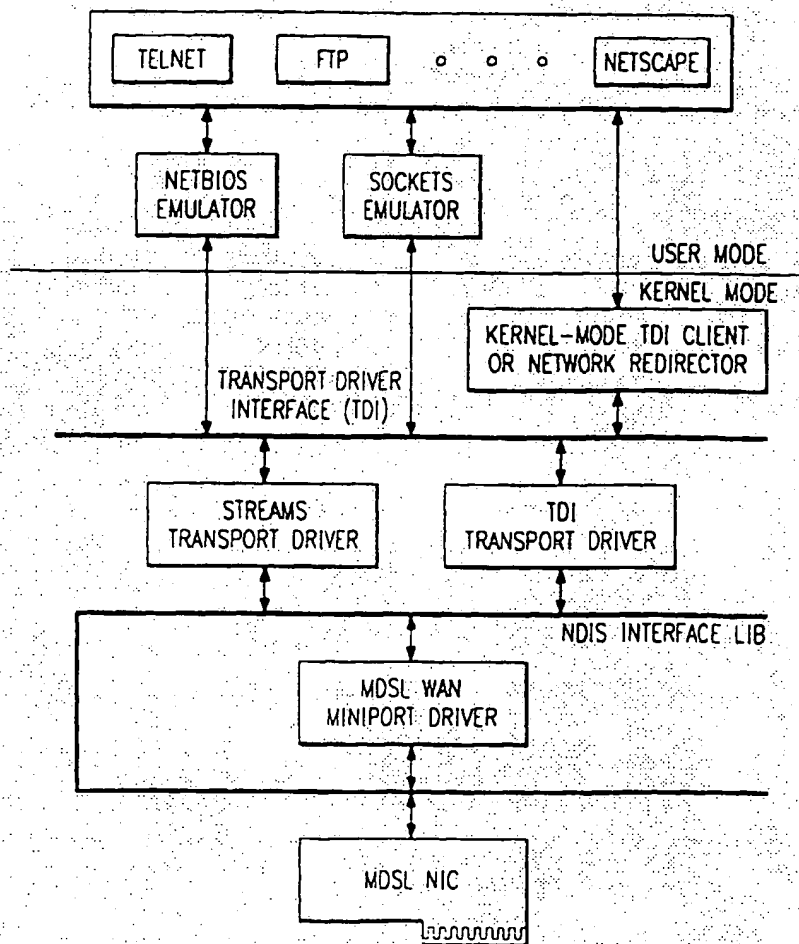 TELNET
FTP
NETSCAPE
NETBIOS
EMULATOR
SOCKETS
EMULATOR
USER MODE
KERNEL MODE
KERNEL-MODE TDI CLIENT
OR NETWORK REDIRECTOR
TRANSPORT DRIVER
INTERFACE (TDI)
STREAMS
TRANSPORT DRIVER
TDI
TRANSPORT DRIVER
NDIS INTERFACE LIB
MDSL WAN
MINIPORT DRIVER
MDSL NIC